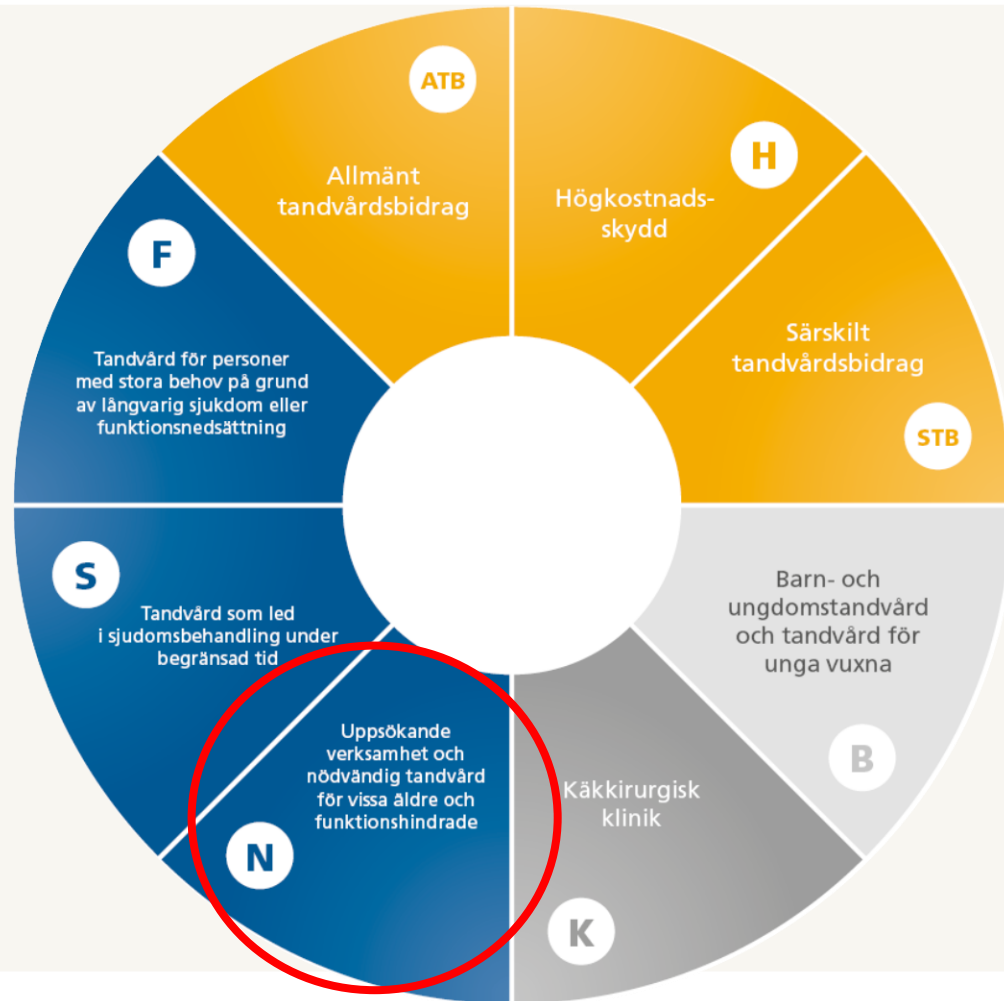 ATB
Allmänt
tandvårdsbidrag
H
Högkostnads-
skydd
Särskilt
tandvårdsbidrag
STB
Barn- och
ungdomstandvård
och tandvård för
unga vuxna
B
Käkkirurgisk
klinik
K
Uppsökande
verksamhet och
nödvändig tandvård
för vissa äldre och
funktionshindrade
N
S
Tandvård som led
i sjudomsbehandling under
begränsad tid
F
Tandvård för personer
med stora behov på grund
av långvarig sjukdom eller
funktionsnedsättning